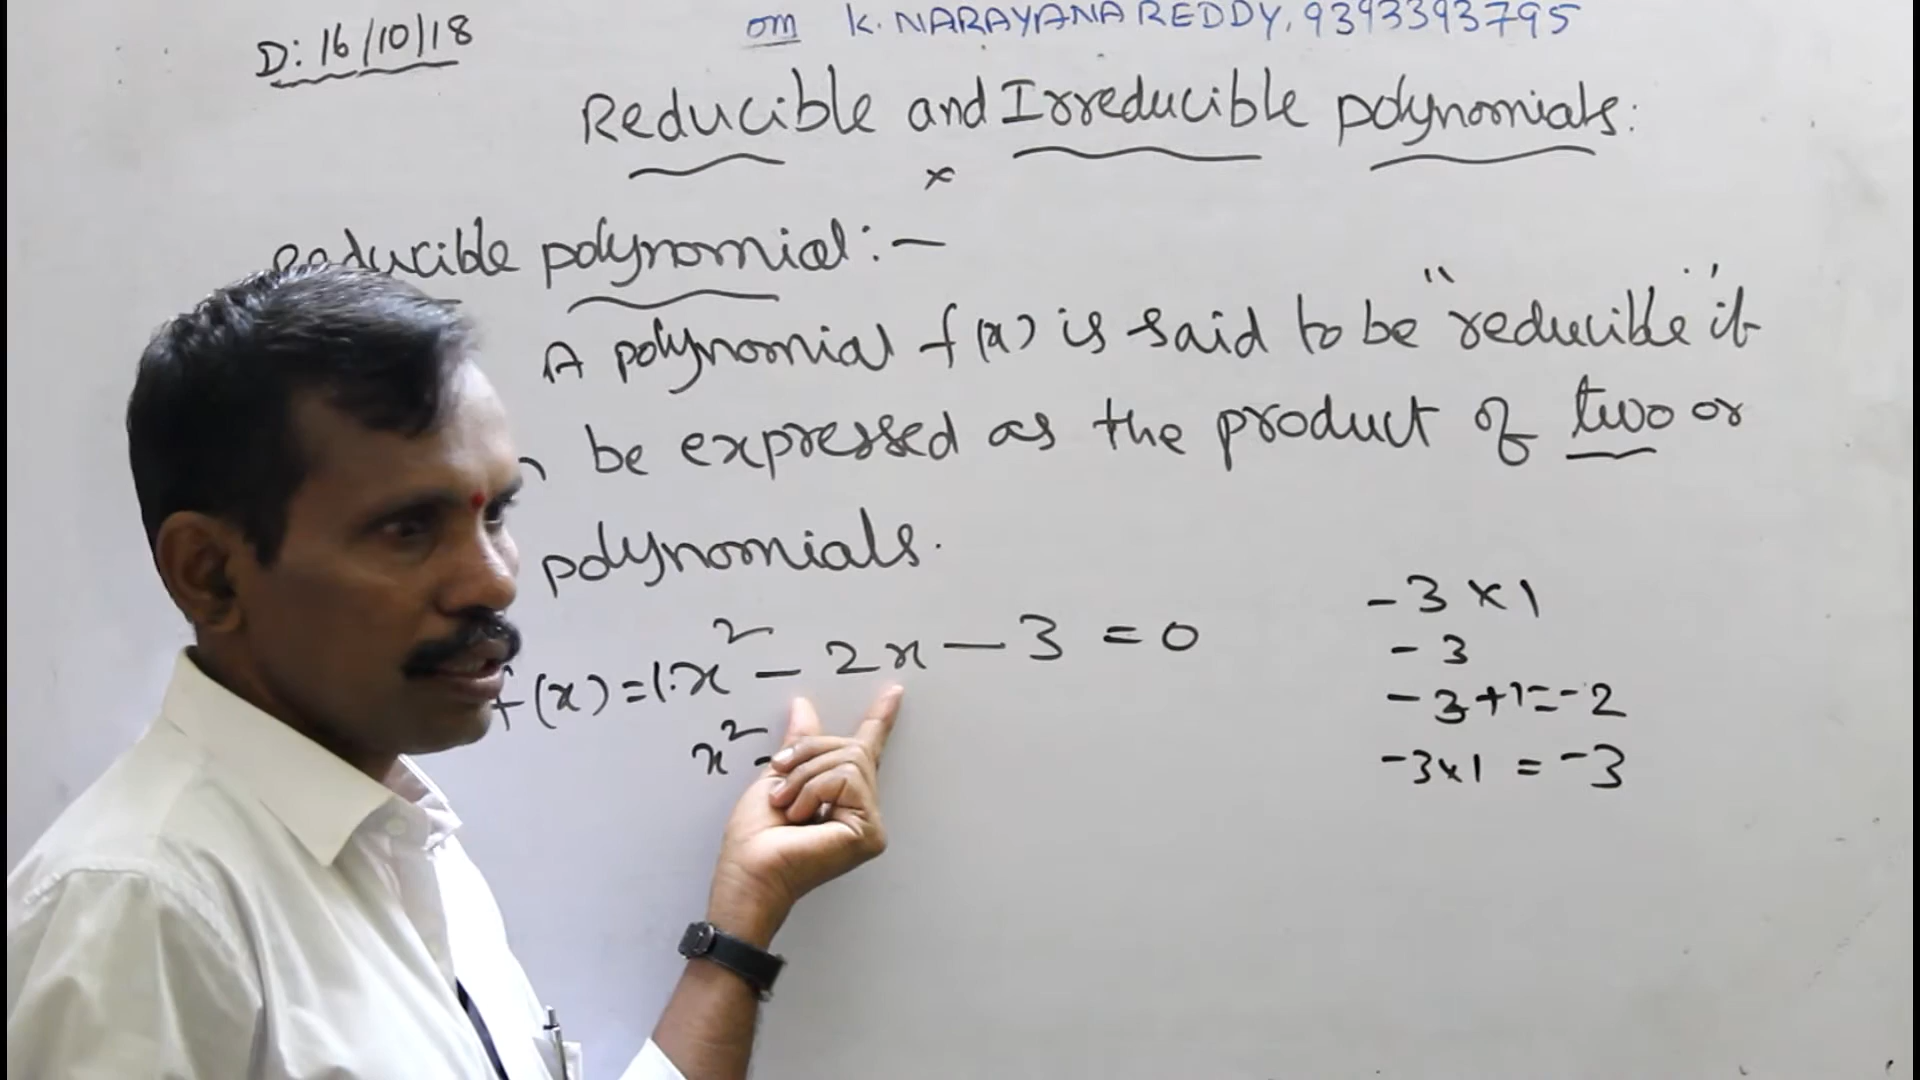 D: 16/10/18
om K. NARAYANA REDDY, 9393393795
Reducible and Irreducible polynomials:
x
Reducible polynomial :-
A polynomial f(x) is said to be "reducible" if
be expressed as the product of two or
polynomials.
f(x) = 1.x² - 2x - 3 = 0
x² -
-3 x 1
-3
-3+1=-2
-3x1 = -3